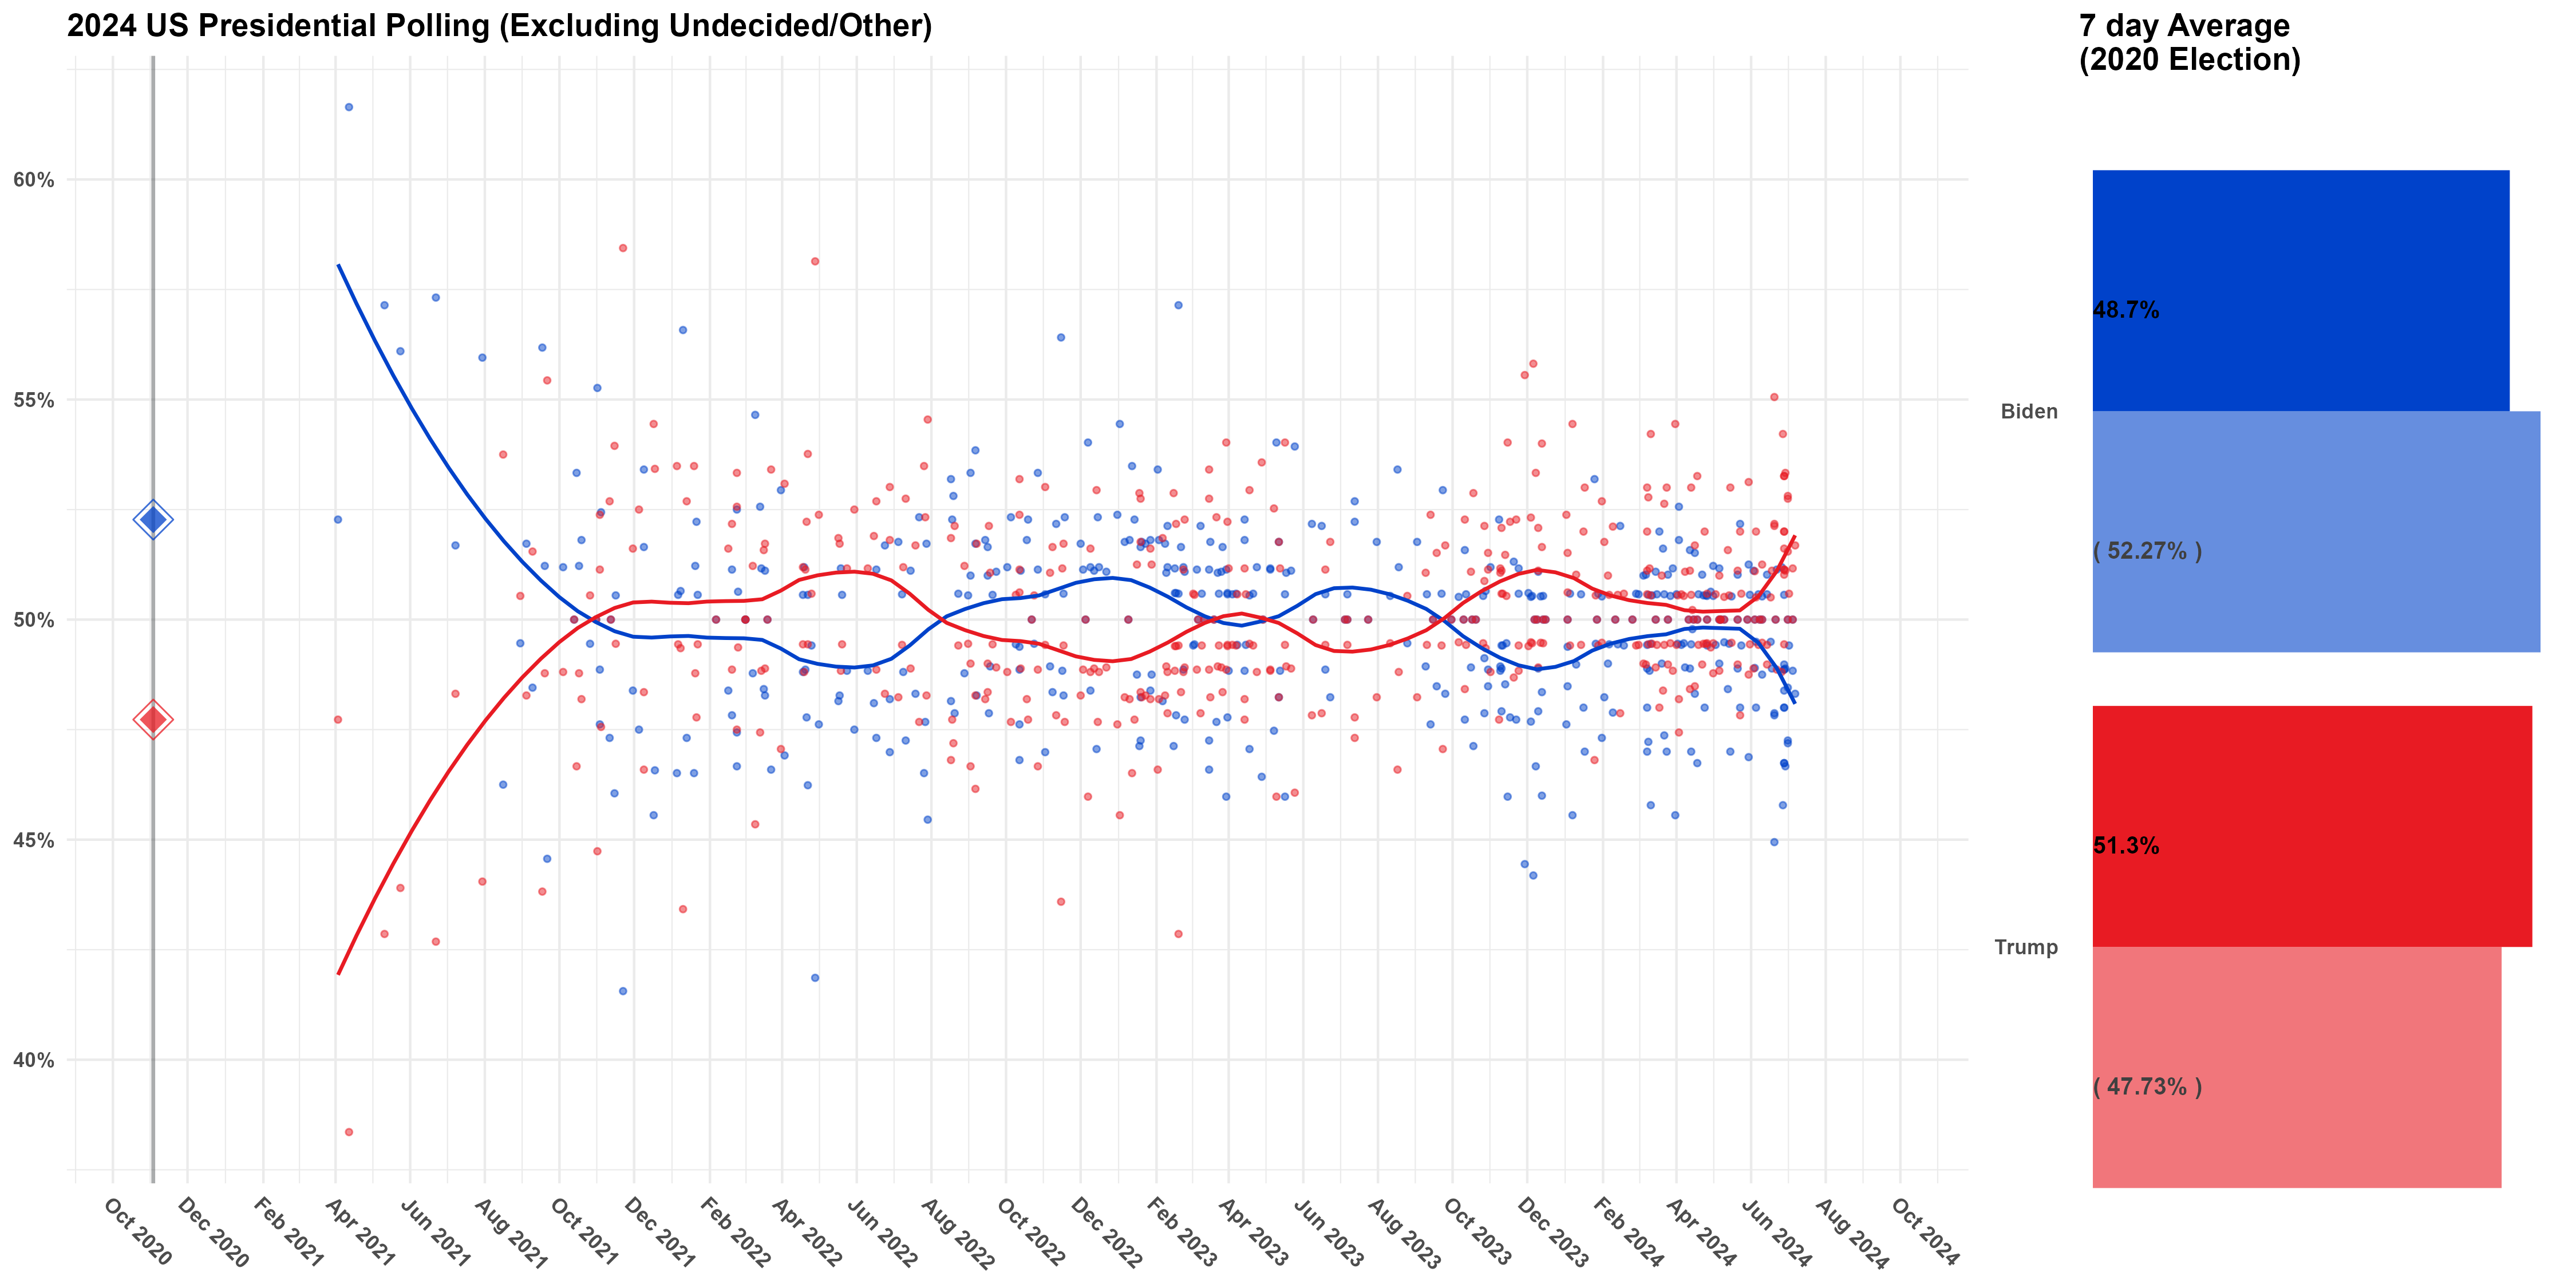 2024 US Presidential Polling (Excluding Undecided/Other)
7 day Average
(2020 Election)
60%
55%
50%
45%
40%
Oct 2020
Dec 2020
Feb 2021
Apr 2021
Jun 2021
Aug 2021
Oct 2021
Dec 2021
Feb 2022
Apr 2022
Jun 2022
Aug 2022
Oct 2022
Dec 2022
Feb 2023
Apr 2023
Jun 2023
Aug 2023
Oct 2023
Dec 2023
Feb 2024
Apr 2024
Jun 2024
Aug 2024
Oct 2024
Biden
48.7%
( 52.27% )
Trump
51.3%
( 47.73% )